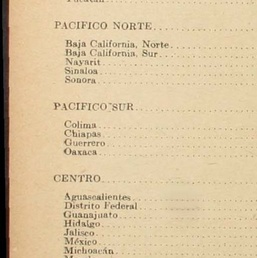 Yucatán
PACIFICO NORTE
Baja California, Norte
Baja California, Sur
Nayarit
Sinaloa
Sonora
PACIFICO SUR
Colima
Chiapas
Guerrero
Oaxaca
CENTRO
Aguascalientes
Distrito Federal
Guanajuato
Hidalgo
Jalisco
México
Michoacán